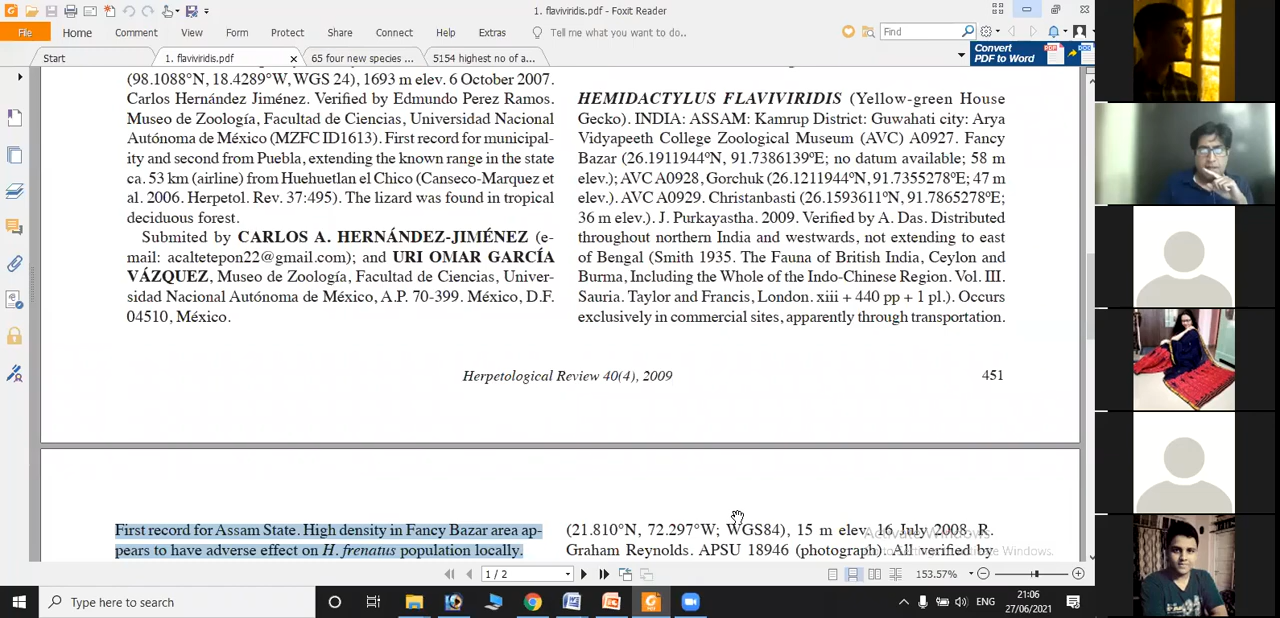 1. flaviridis.pdf - Foxit Reader
File Home Comment View Form Protect Share Connect Help Extras Tell me what you want to do.. Find
Start 1. flaviridis.pdf 65 four new species ... 5154 highest no of a...
Convert
PDF to Word
(98.1088°N, 18.4289°W, WGS 24), 1693 m elev. 6 October 2007.
Carlos Hernández Jiménez. Verified by Edmundo Perez Ramos.
Museo de Zoología, Facultad de Ciencias, Universidad Nacional
Autónoma de México (MZFC ID1613). First record for municipal-
ity and second from Puebla, extending the known range in the state
ca. 53 km (airline) from Huehuetlan el Chico (Canseco-Marquez et
al. 2006. Herpetol. Rev. 37:495). The lizard was found in tropical
deciduous forest.
Submited by CARLOS A. HERNÁNDEZ-JIMÉNEZ (e-
mail: acaltetepon22@gmail.com); and URI OMAR GARCÍA
VÁZQUEZ, Museo de Zoología, Facultad de Ciencias, Univer-
sidad Nacional Autónoma de México, A.P. 70-399. México, D.F.
04510, México.
HEMIDACTYLUS FLAVIVIRIDIS (Yellow-green House
Gecko). INDIA: ASSAM: Kamrup District: Guwahati city: Arya
Vidyapeeth College Zoological Museum (AVC) A0927. Fancy
Bazar (26.1911944ºN, 91.7386139ºE; no datum available; 58 m
elev.); AVC A0928, Gorchuk (26.1211944ºN, 91.7355278ºE; 47 m
elev.). AVC A0929. Christanbasti (26.1593611ºN, 91.7865278ºE;
36 m elev.). J. Purkayastha. 2009. Verified by A. Das. Distributed
throughout northern India and westwards, not extending to east
of Bengal (Smith 1935. The Fauna of British India, Ceylon and
Burma, Including the Whole of the Indo-Chinese Region. Vol. III.
Sauria. Taylor and Francis, London. xiii + 440 pp + 1 pl.). Occurs
exclusively in commercial sites, apparently through transportation.
Herpetological Review 40(4), 2009
451
First record for Assam State. High density in Fancy Bazar area ap-
pears to have adverse effect on H. frenatus population locally.
(21.810°N, 72.297°W; WGS84), 15 m elev. 16 July 2008. R.
Graham Reynolds. APSU 18946 (photograph). All verified by
Activate Windows
1 / 2
153.57%
Type here to search
ENG
21:06
27/06/2021